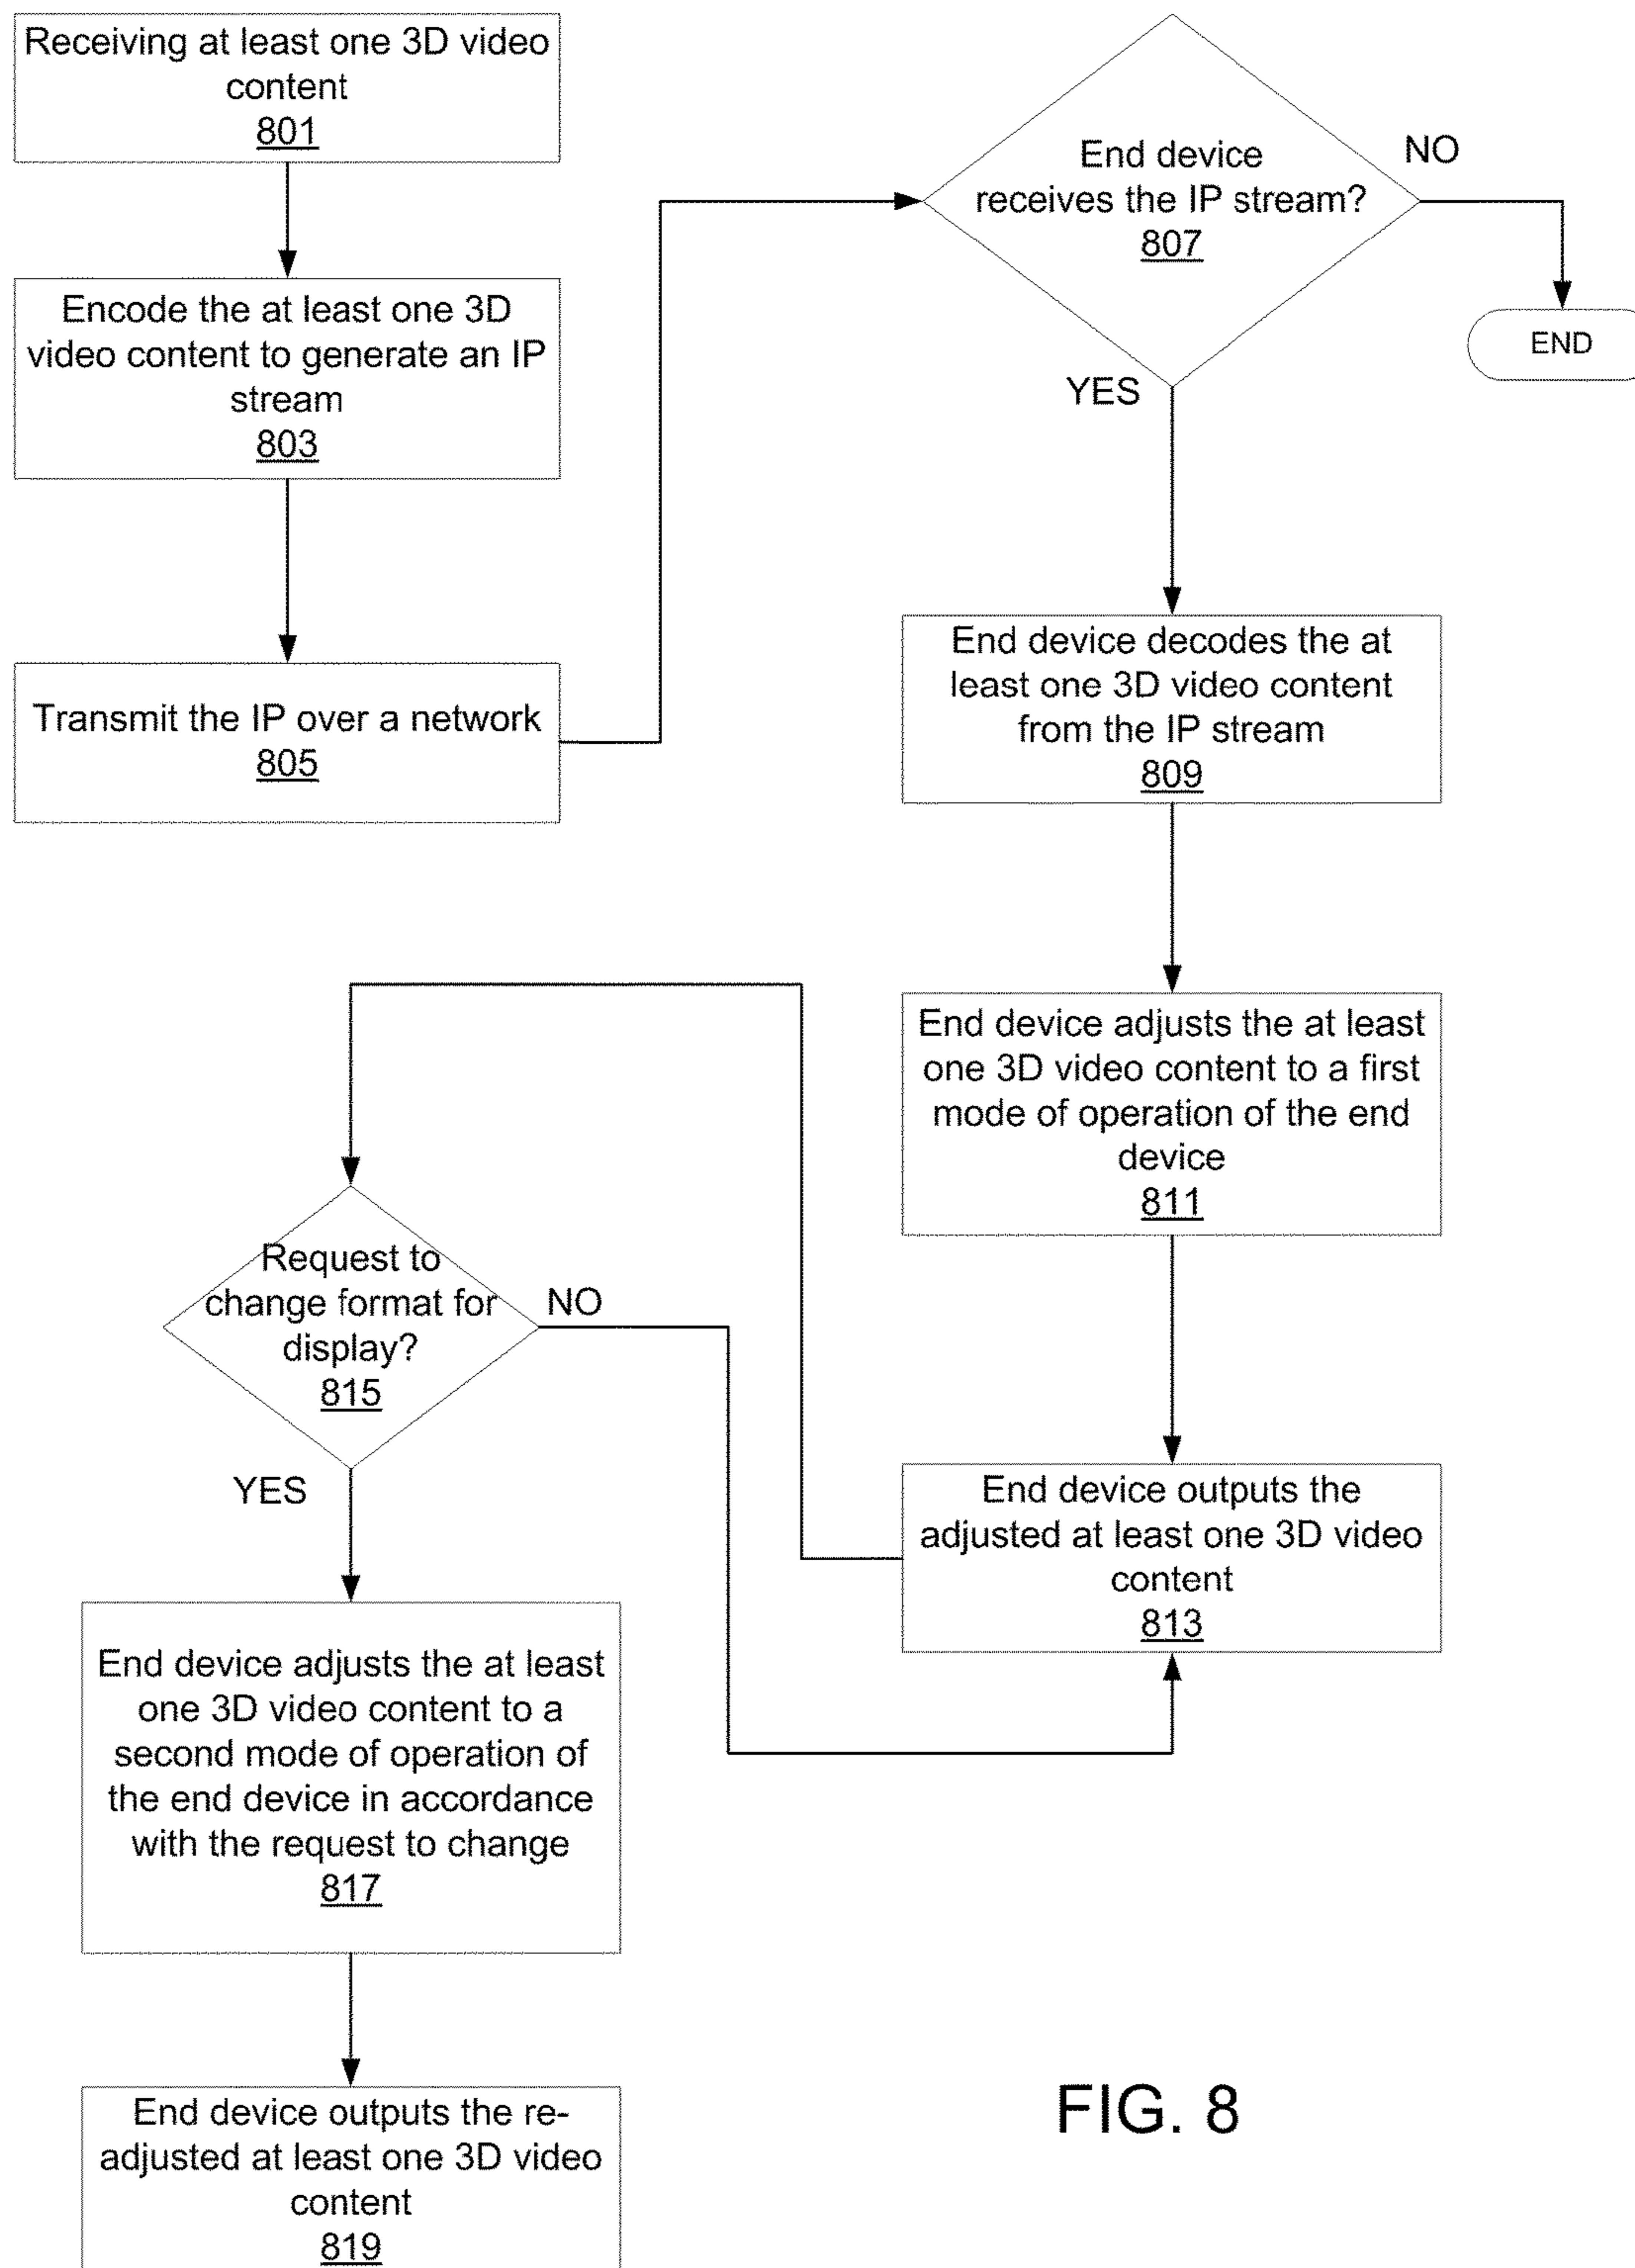 Receiving at least one 3D video
content
801
Encode the at least one 3D
video content to generate an IP
stream
803
Transmit the IP over a network
805
End device
receives the IP stream?
807
NO
END
YES
End device decodes the at
least one 3D video content
from the IP stream
809
End device adjusts the at least
one 3D video content to a first
mode of operation of the end
device
811
End device outputs the
adjusted at least one 3D video
content
813
Request to
change format for
display?
815
NO
YES
End device adjusts the at least
one 3D video content to a
second mode of operation of
the end device in accordance
with the request to change
817
End device outputs the re-
adjusted at least one 3D video
content
819
FIG. 8